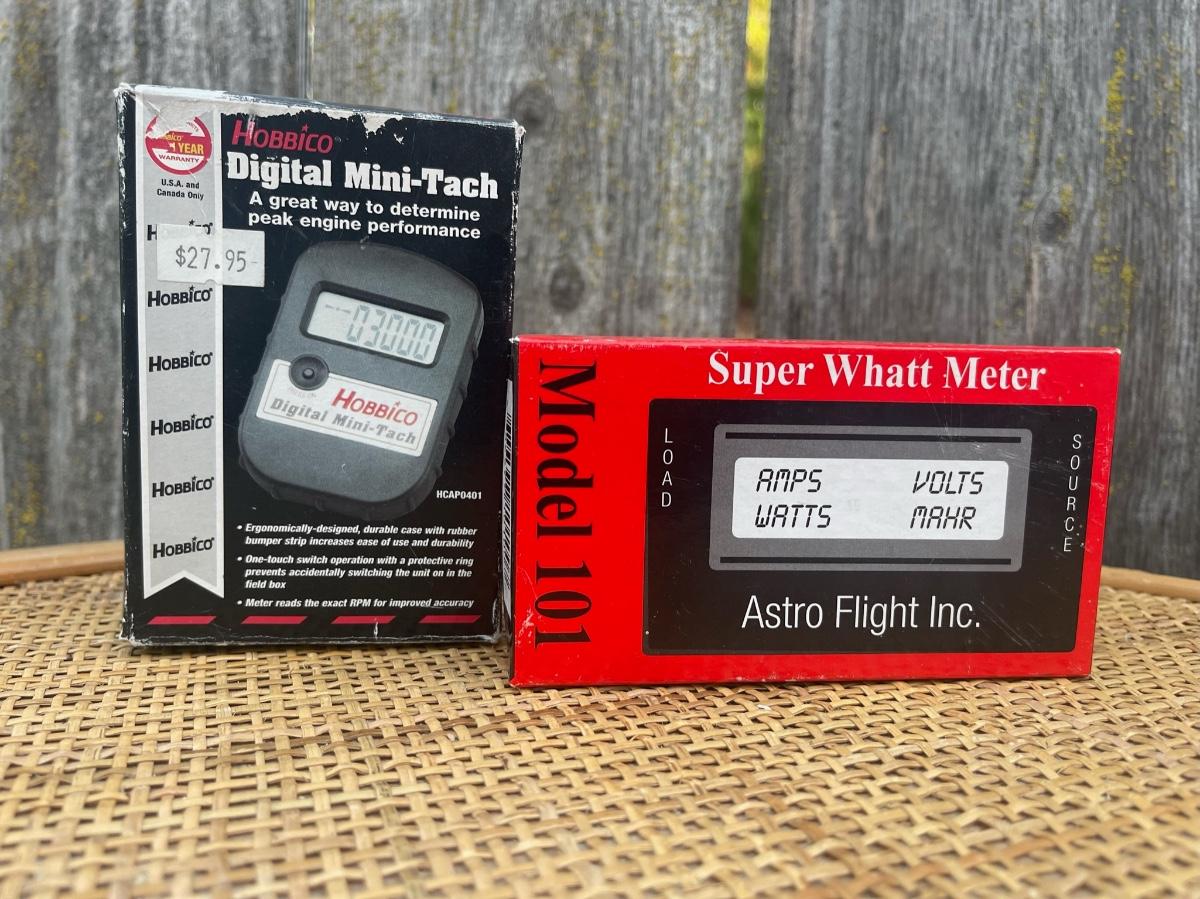 YEAR
WARRANTY
U.S.A. and
Canada Only
HOBBICO
Digital Mini-Tach
A great way to determine
peak engine performance
$27.95-
HOBBICO
HOBBICO
HOBBICO
HOBBICO
HOBBICO
03000
HOBBICO
Digital Mini-Tach
HCAP0401
• Ergonomically-designed, durable case with rubber
bumper strip increases ease of use and durability
• One-touch switch operation with a protective ring
prevents accidentally switching the unit on in the
field box
• Meter reads the exact RPM for improved accuracy
Model 101
Super Whatt Meter
LOAD
AMPS VOLTS
WATTS MAHR
SOURCE
Astro Flight Inc.